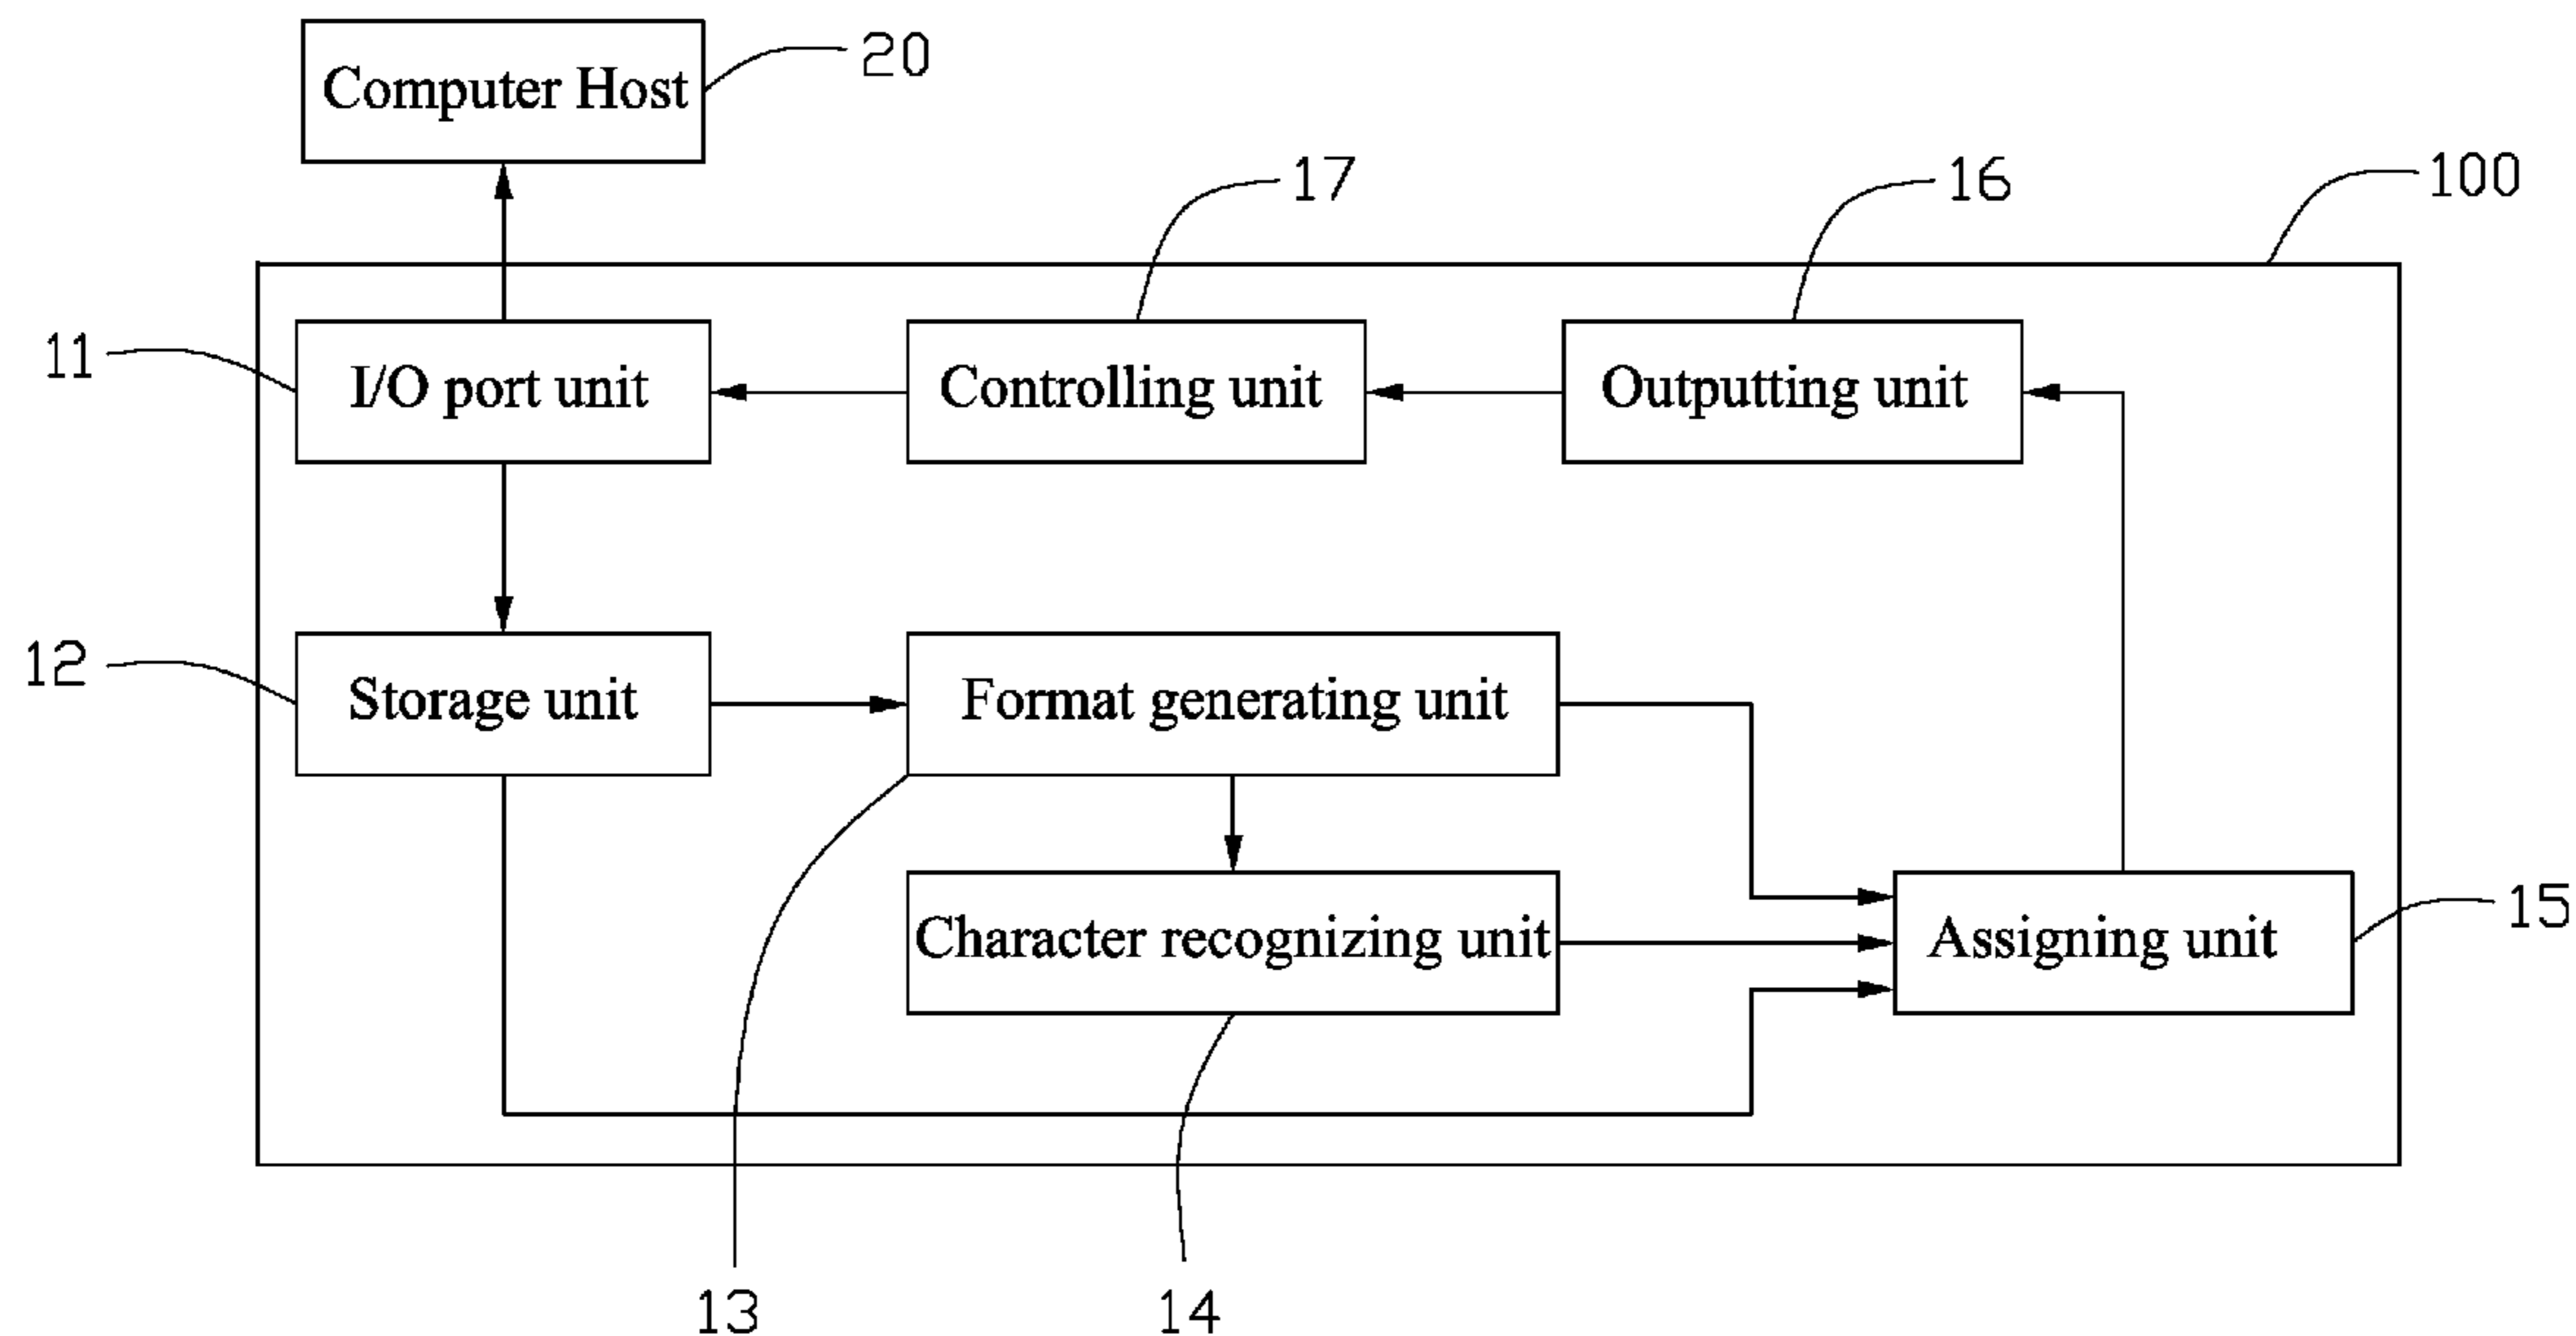 Computer Host
20
17
16
100
11
I/O port unit
Controlling unit
Outputting unit
12
Storage unit
Format generating unit
Character recognizing unit
Assigning unit
15
13
14